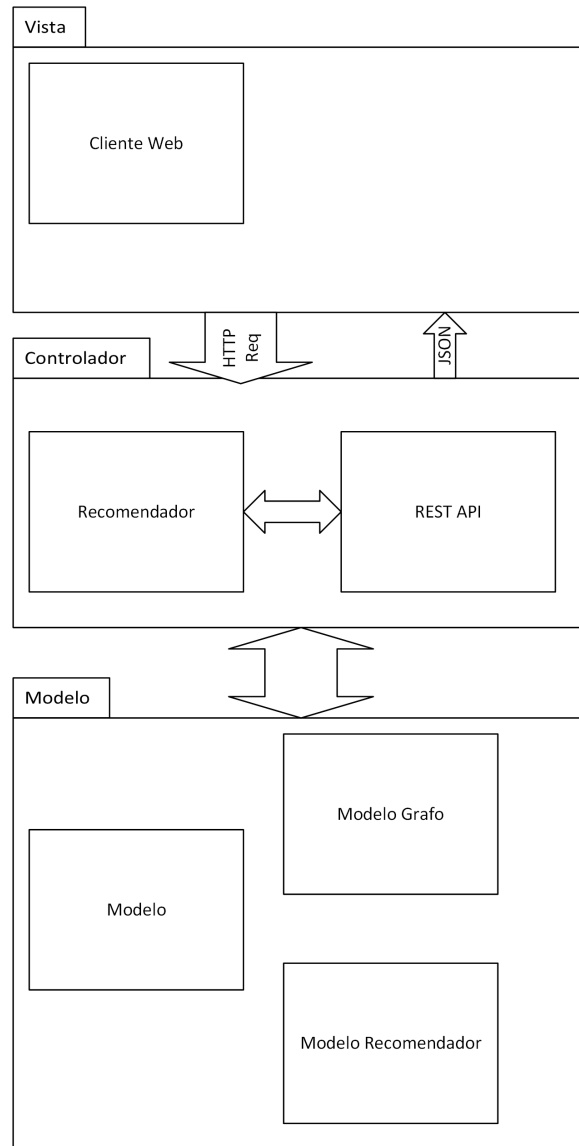 Vista
Cliente Web
HTTP
Req
JSON
Controlador
Recomendador
REST API
Modelo
Modelo Grafo
Modelo
Modelo Recomendador